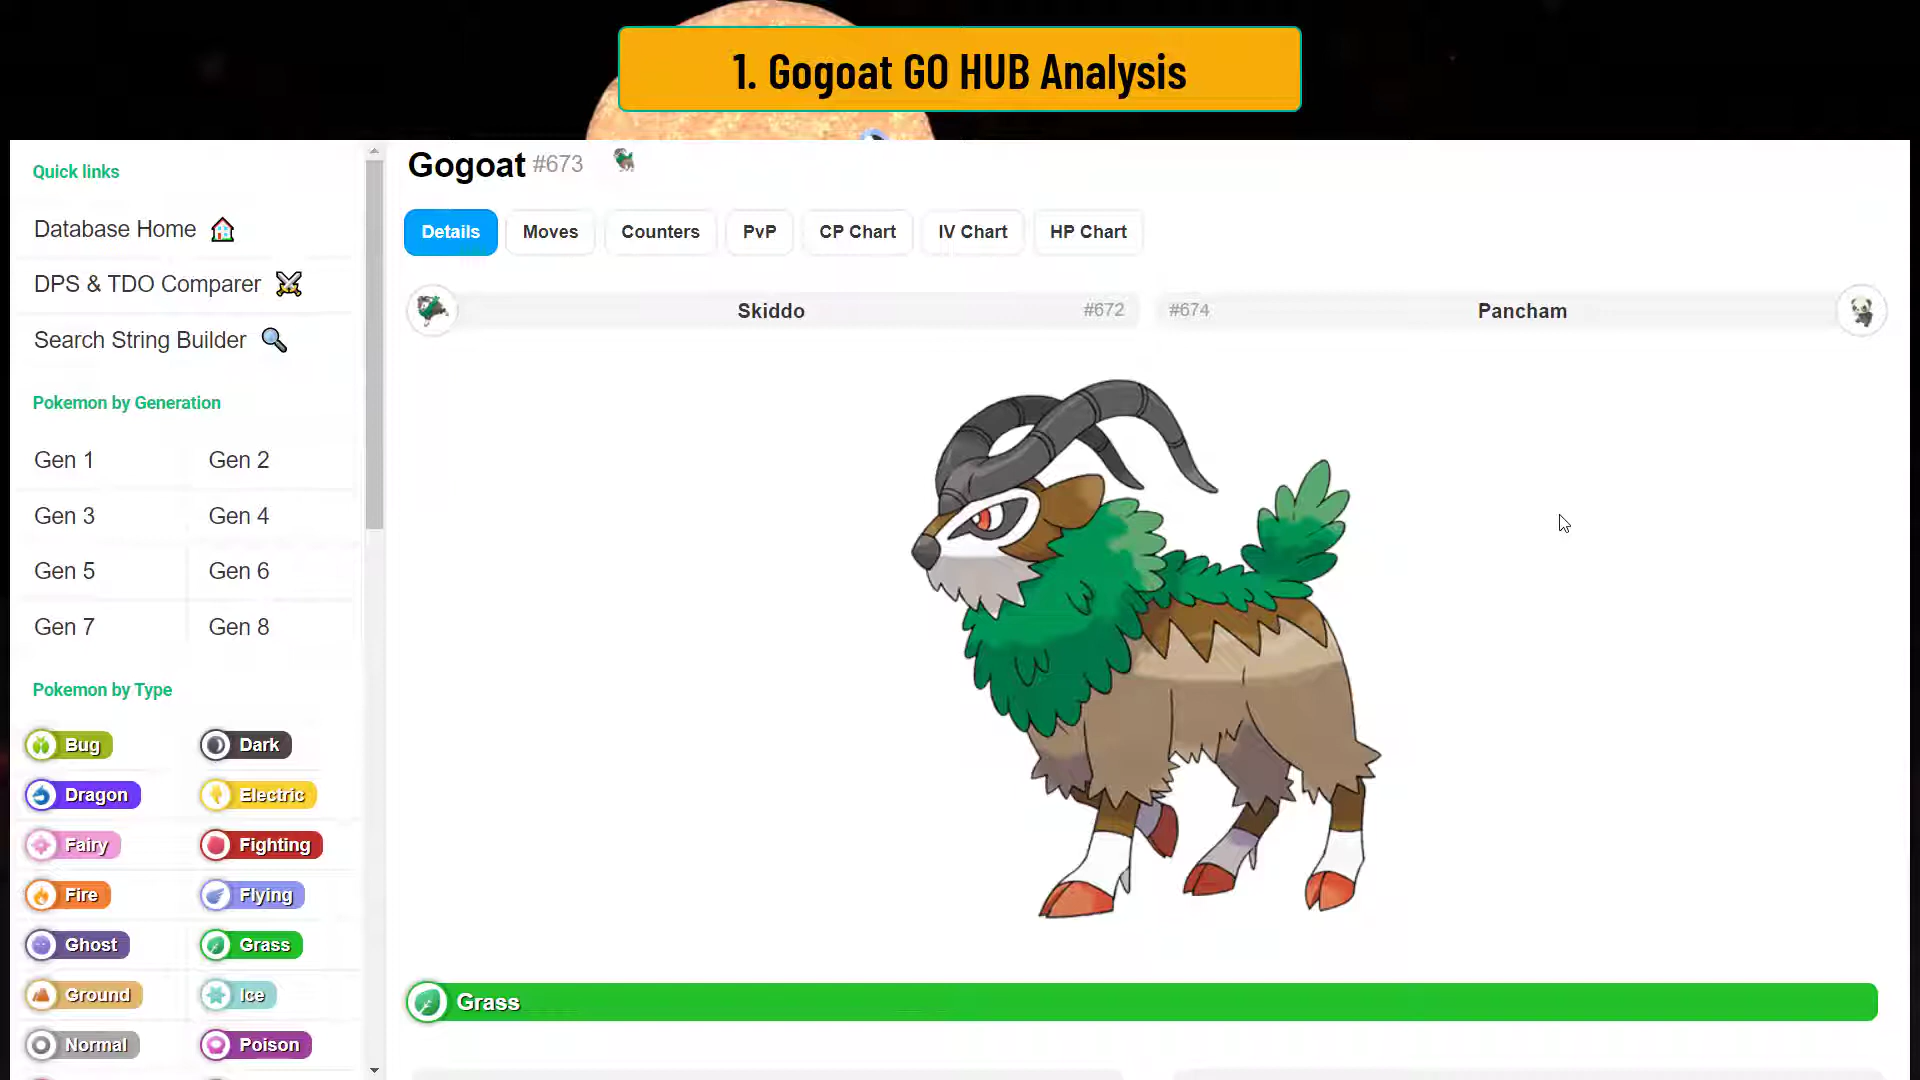 1. Gogoat GO HUB Analysis
Quick links
Database Home
DPS & TDO Comparer
Search String Builder
Pokemon by Generation
Gen 1 Gen 2
Gen 3 Gen 4
Gen 5 Gen 6
Gen 7 Gen 8
Pokemon by Type
Bug Dark
Dragon Electric
Fairy Fighting
Fire Flying
Ghost Grass
Ground Ice
Normal Poison
Gogoat #673
Details Moves Counters PvP CP Chart IV Chart HP Chart
Skiddo #672 #674 Pancham
Grass